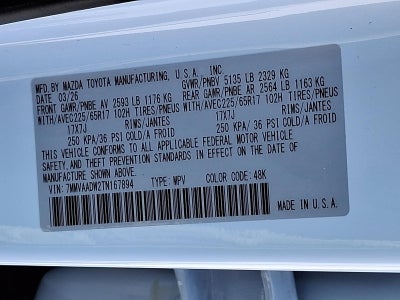 MFD.BY MAZDA TOYOTA MANUFACTURING, U.S.A., INC.
DATE 03/26 GVWR/PNBV 5135 LB 2329 KG
FRONT GAWR/PNBE AV 2593 LB 1176 KG REAR GAWR/PNBE AR 2564 LB 1163 KG
WITH/AVEC225/65R17 102H TIRES/PNEUS WITH/AVEC225/65R17 102H TIRES/PNEUS
17X7J RIMS/JANTES 17X7J RIMS/JANTES
250 KPA/36 PSI COLD/A FROID 250 KPA/36 PSI COLD/A FROID
THIS VEHICLE CONFORMS TO ALL APPLICABLE FEDERAL MOTOR VEHICLE
SAFETY, AND THEFT PREVENTION STANDARDS IN EFFECT ON THE DATE OF
MANUFACTURE SHOWN ABOVE.
VIN: 7MMVAADW2TN167894 TYPE: MPV COLOR CODE: 48K
MADE IN U.S.A.